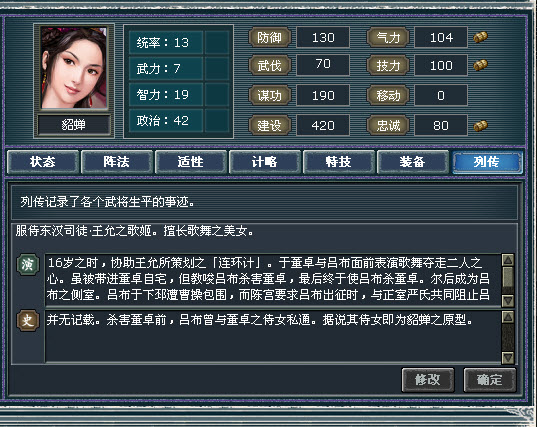 统率：13
武力：7
智力：19
政治：42
防御 130 气力 104
武伐 70 技力 100
谋功 190 移动 0
建设 420 忠诚 80
貂蝉
状态 阵法 适性 计略 特技 装备 列传
列传记录了各个武将生平的事迹。
服侍东汉司徒·王允之歌姬。擅长歌舞之美女。
演
16岁之时，协助王允所策划之「连环计」。于董卓与吕布面前表演歌舞夺走二人之
心。虽被带进董卓自宅，但教唆吕布杀害董卓，最后终于使吕布杀董卓。尔后成为吕
布之侧室。吕布于下邳遭曹操包围，而陈宫要求吕布出征时，与正室严氏共同阻止吕
史
并无记载。杀害董卓前，吕布曾与董卓之侍女私通。据说其侍女即为貂蝉之原型。
修改 确定